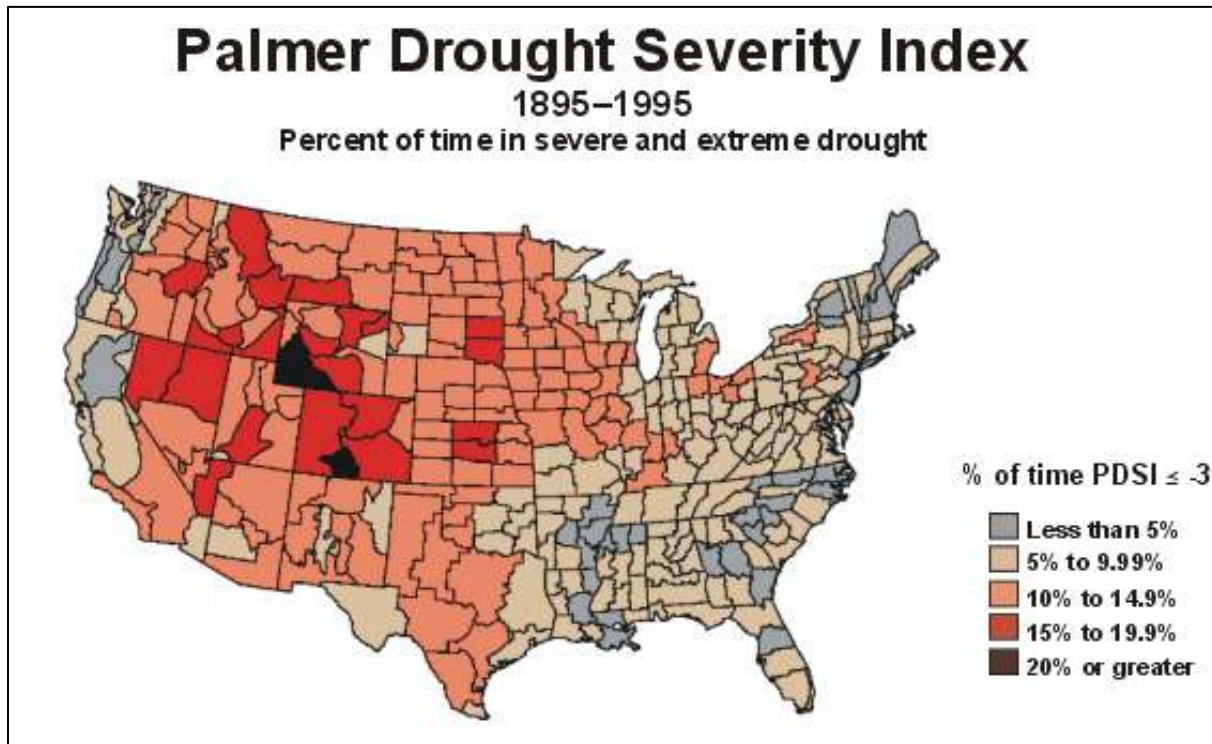 Palmer Drought Severity Index
1895–1995
Percent of time in severe and extreme drought
% of time PDSI ≤ -3
Less than 5%
5% to 9.99%
10% to 14.9%
15% to 19.9%
20% or greater